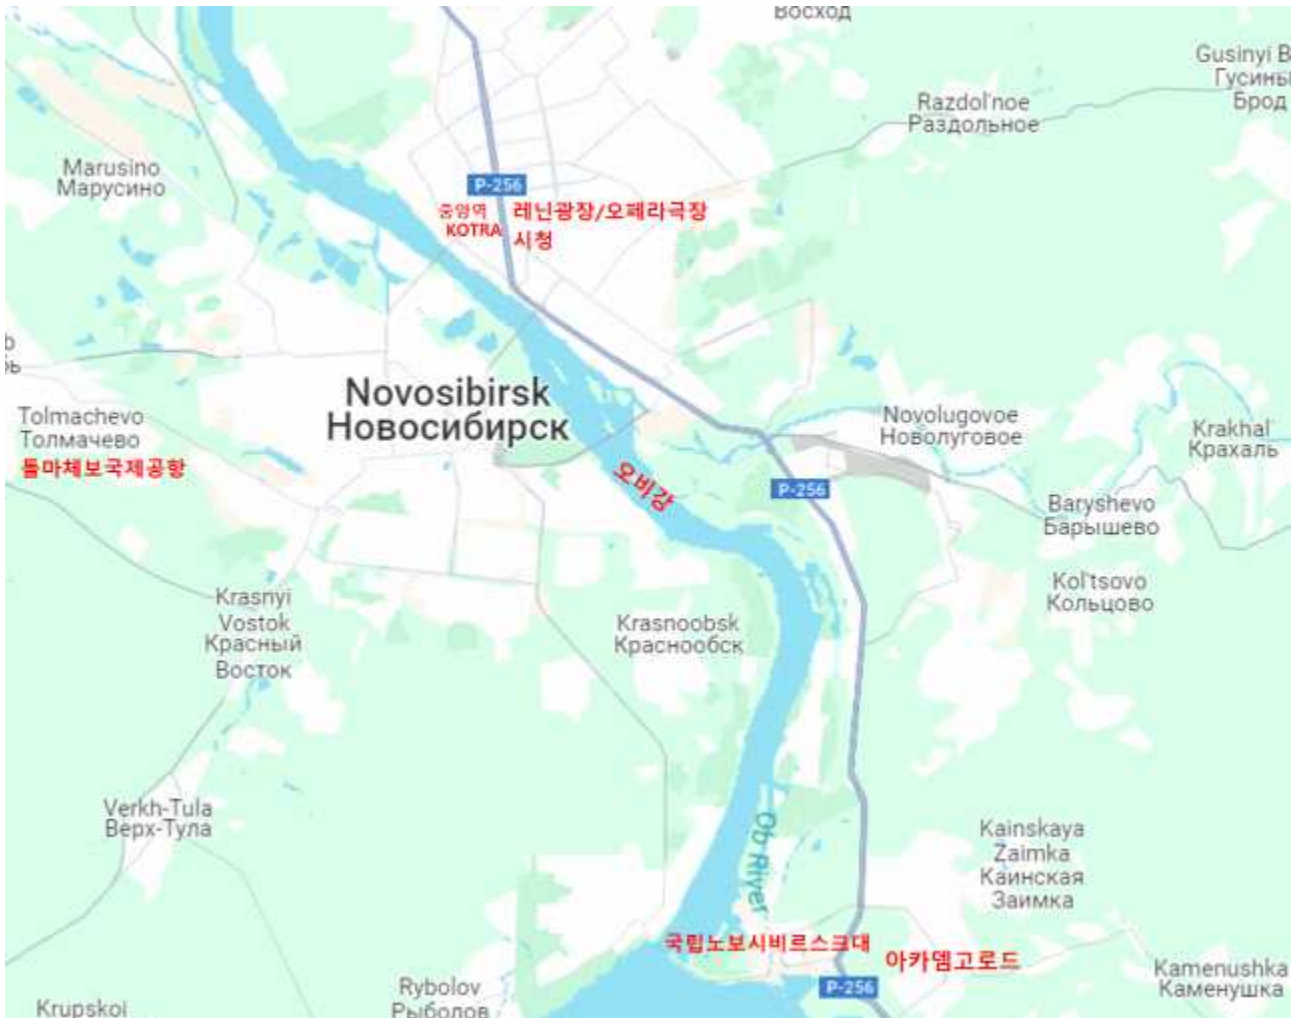 Восход
Gusinyi B
Гусины
Брод
Razdol'noe
Раздольное
Marusino
Марусино
P-256
중앙역
KOTRA
레닌광장/오페라극장
시청
Novosibirsk
Новосибирск
Tolmachevo
Толмачево
톨마체보국제공항
Novolugovoe
Новолуговое
Krakhal
Крахаль
오비강
P-256
Baryshevo
Барышево
Kol'tsovo
Кольцово
Krasnyi
Vostok
Красный
Восток
Krasnoobsk
Краснообск
Verkh-Tula
Верх-Тула
Ob River
Kainskaya
Zaimka
Каинская
Заимка
국립노보시비르스크대
아카뎀고로드
P-256
Kamenushka
Каменушка
Rybolov
Рыболов
Krupskoi